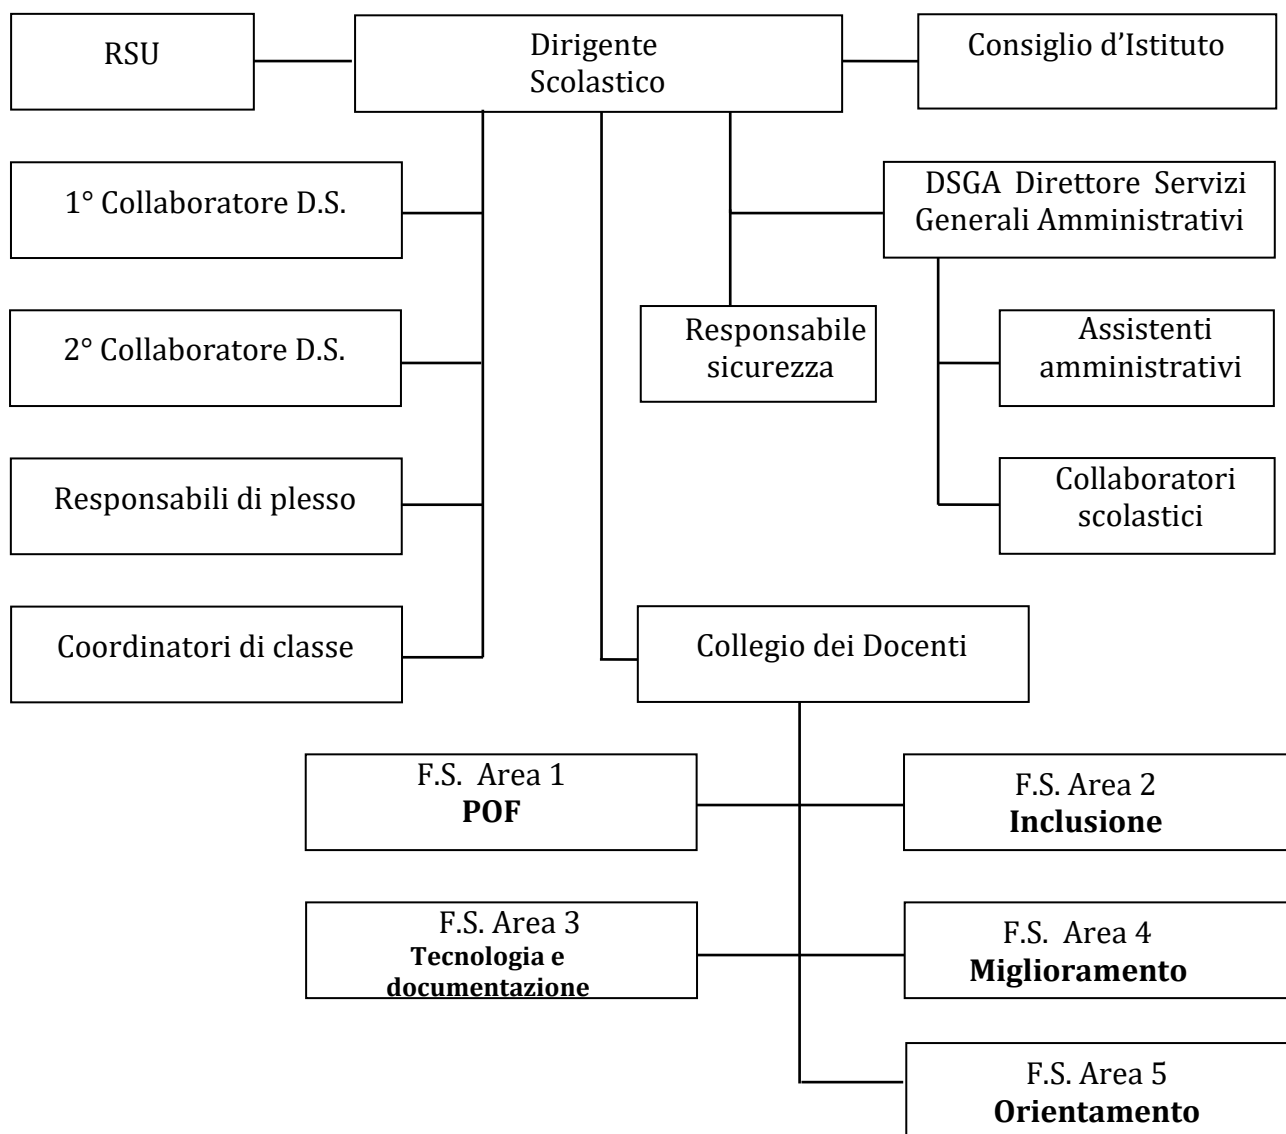 RSU
Dirigente
Scolastico
Consiglio d’Istituto
1° Collaboratore D.S.
DSGA Direttore Servizi
Generali Amministrativi
2° Collaboratore D.S.
Responsabile
sicurezza
Assistenti
amministrativi
Responsabili di plesso
Collaboratori
scolastici
Coordinatori di classe
Collegio dei Docenti
F.S. Area 1
POF
F.S. Area 2
Inclusione
F.S. Area 3
Tecnologia e
documentazione
F.S. Area 4
Miglioramento
F.S. Area 5
Orientamento